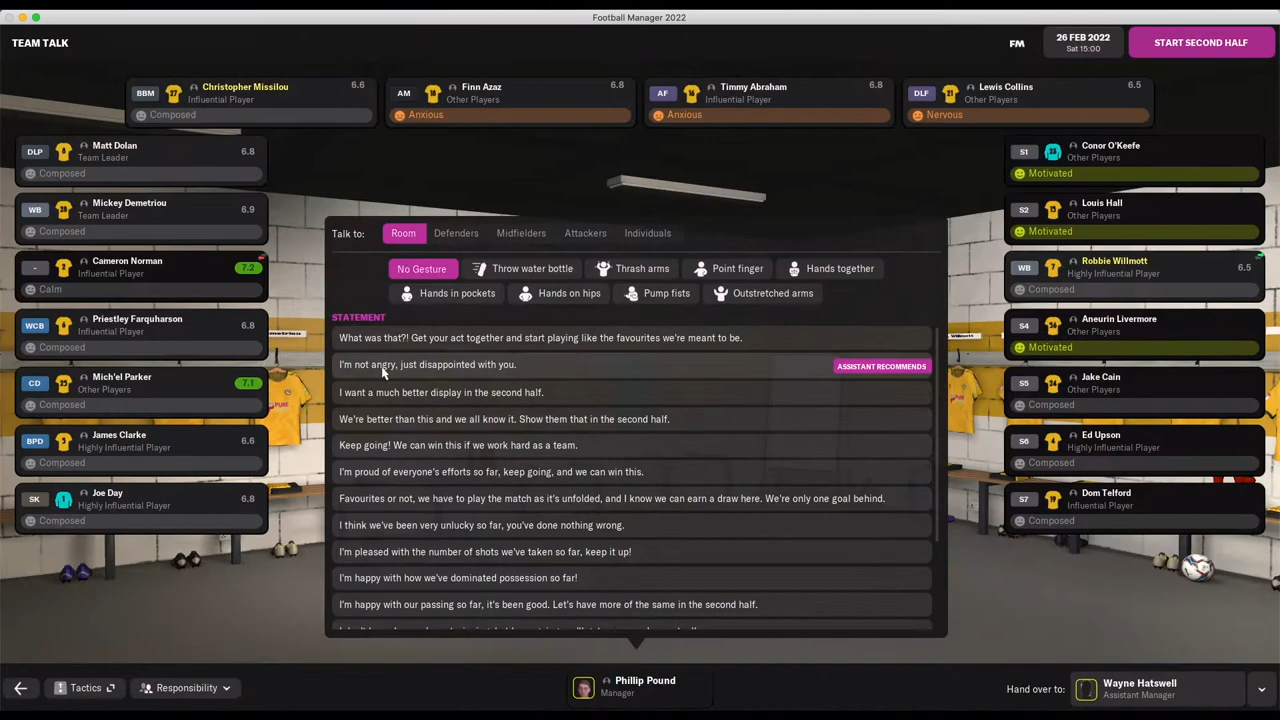 Football Manager 2022
TEAM TALK
FM
26 FEB 2022
Sat 15:00
START SECOND HALF
BBM
27
Christopher Missilou
Influential Player
6.6
Composed
AM
Finn Azaz
Other Players
6.8
Anxious
AF
Timmy Abraham
Influential Player
6.8
Anxious
DLF
Lewis Collins
Other Players
6.5
Nervous
DLP
Matt Dolan
Team Leader
6.8
Composed
WB
Mickey Demetriou
Team Leader
6.9
Composed
-
Cameron Norman
Influential Player
7.2
Calm
WCB
Priestley Farquharson
Influential Player
6.8
Composed
CD
Mich'el Parker
Other Players
7.1
Composed
BPD
James Clarke
Highly Influential Player
6.6
Composed
SK
1
Joe Day
Highly Influential Player
6.8
Composed
S1
Conor O'Keefe
Other Players
Motivated
S2
Louis Hall
Other Players
Motivated
WB
7
Robbie Willmott
Highly Influential Player
6.5
Composed
S4
Aneurin Livermore
Other Players
Motivated
S5
Jake Cain
Other Players
Composed
S6
Ed Upson
Highly Influential Player
Composed
S7
19
Dom Telford
Influential Player
Composed
Talk to:
Room
Defenders
Midfielders
Attackers
Individuals
No Gesture
Throw water bottle
Thrash arms
Point finger
Hands together
Hands in pockets
Hands on hips
Pump fists
Outstretched arms
STATEMENT
What was that?! Get your act together and start playing like the favourites we're meant to be.
I'm not angry, just disappointed with you.
ASSISTANT RECOMMENDS
I want a much better display in the second half.
We're better than this and we all know it. Show them that in the second half.
Keep going! We can win this if we work hard as a team.
I'm proud of everyone's efforts so far, keep going, and we can win this.
Favourites or not, we have to play the match as it's unfolded, and I know we can earn a draw here. We're only one goal behind.
I think we've been very unlucky so far, you've done nothing wrong.
I'm pleased with the number of shots we've taken so far, keep it up!
I'm happy with how we've dominated possession so far!
I'm happy with our passing so far, it's been good. Let's have more of the same in the second half.
Tactics
Responsibility
Phillip Pound
Manager
Hand over to:
Wayne Hatswell
Assistant Manager